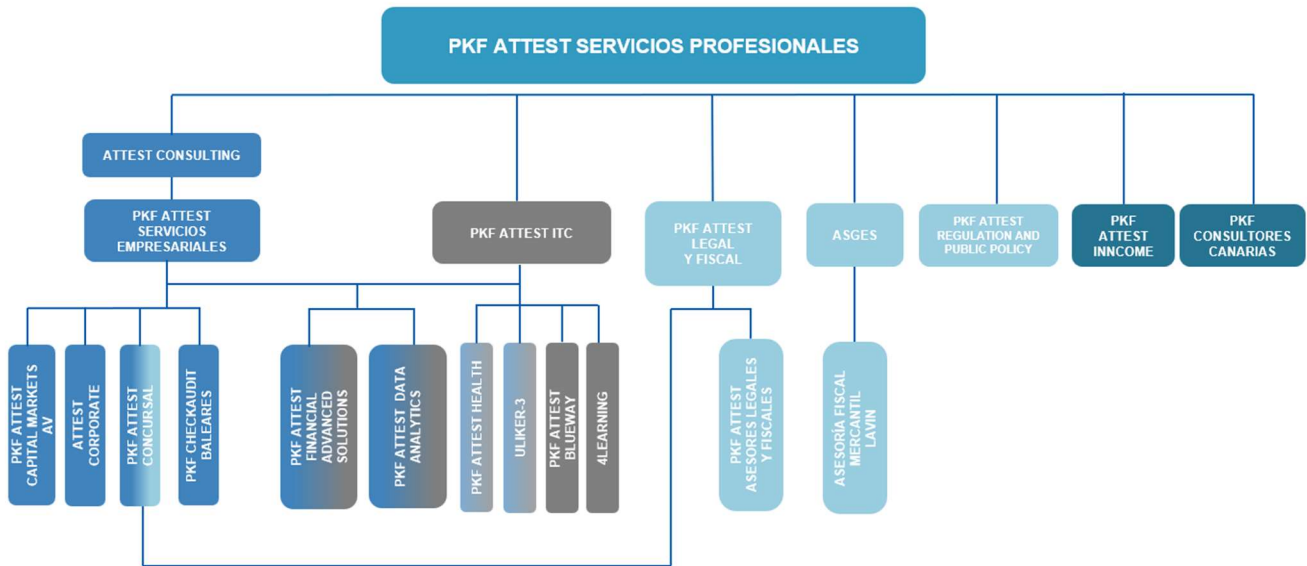 PKF ATTEST SERVICIOS PROFESIONALES
ATTEST CONSULTING
PKF ATTEST
SERVICIOS
EMPRESARIALES
PKF ATTEST ITC
PKF ATTEST
LEGAL
Y FISCAL
ASGES
PKF ATTEST
REGULATION AND
PUBLIC POLICY
PKF
ATTEST
INNCOME
PKF
CONSULTORES
CANARIAS
PKF ATTEST
CAPITAL MARKETS
AV
ATTEST
CORPORATE
PKF ATTEST
CONCURSAL
PKF CHECKAUDIT
BALEARES
PKF ATTEST
FINANCIAL
ADVANCED
SOLUTIONS
PKF ATTEST DATA
ANALYTICS
PKF ATTEST HEALTH
ULIKER-3
PKF ATTEST
BLUEWAY
4LEARNING
PKF ATTEST
ASESORES LEGALES
Y FISCALES
ASESORÍA FISCAL
MERCANTIL
LAVIN